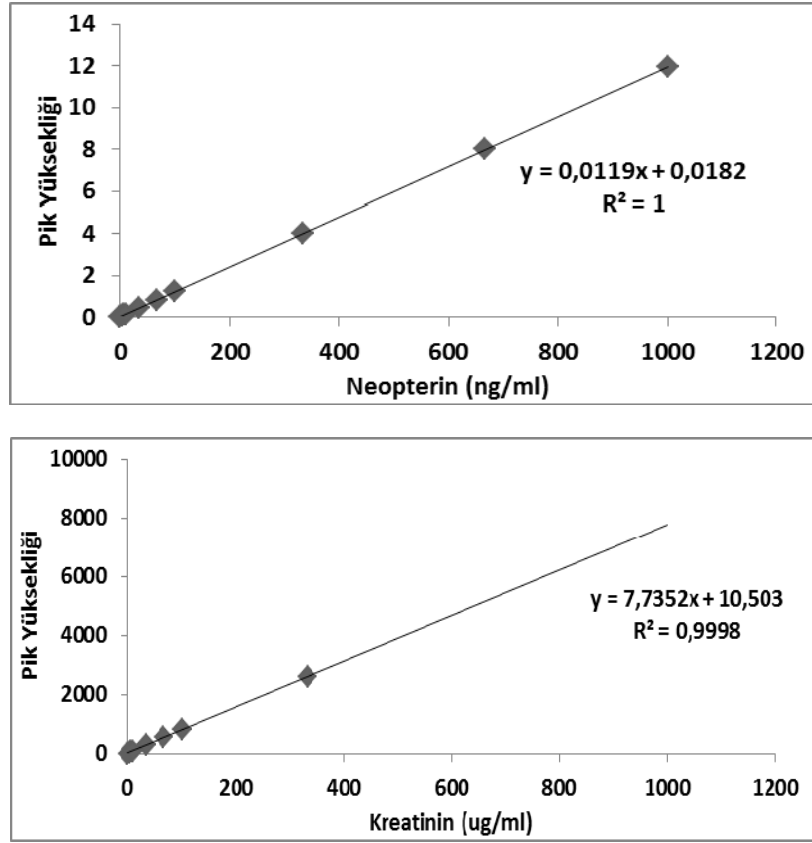 14
12
10
8
6
4
2
0
Pik Yüksekliği
y = 0,0119x + 0,0182
R² = 1
0 200 400 600 800 1000 1200
Neopterin (ng/ml)
10000
8000
6000
4000
2000
0
Pik Yüksekliği
y = 7,7352x + 10,503
R² = 0,9998
0 200 400 600 800 1000 1200
Kreatinin (ug/ml)